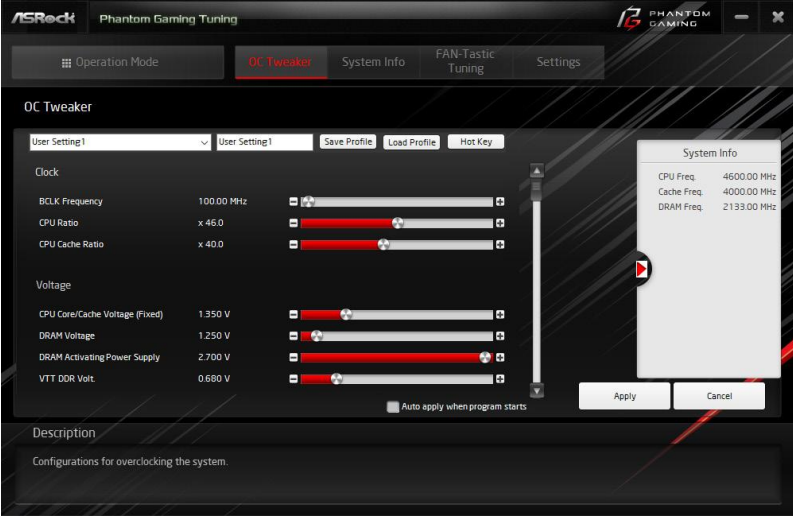 ASRock Phantom Gaming Tuning PHANTOM GAMING
Operation Mode OC Tweaker System Info FAN-Tastic Tuning Settings
OC Tweaker
User Setting1 User Setting1 Save Profile Load Profile Hot Key
System Info
CPU Freq. 4600.00 MHz
Cache Freq. 4000.00 MHz
DRAM Freq. 2133.00 MHz
Clock
BCLK Frequency 100.00 MHz
CPU Ratio x 46.0
CPU Cache Ratio x 40.0
Voltage
CPU Core/Cache Voltage (Fixed) 1.350 V
DRAM Voltage 1.250 V
DRAM Activating Power Supply 2.700 V
VTT DDR Volt. 0.680 V
Auto apply when program starts
Apply Cancel
Description
Configurations for overclocking the system.